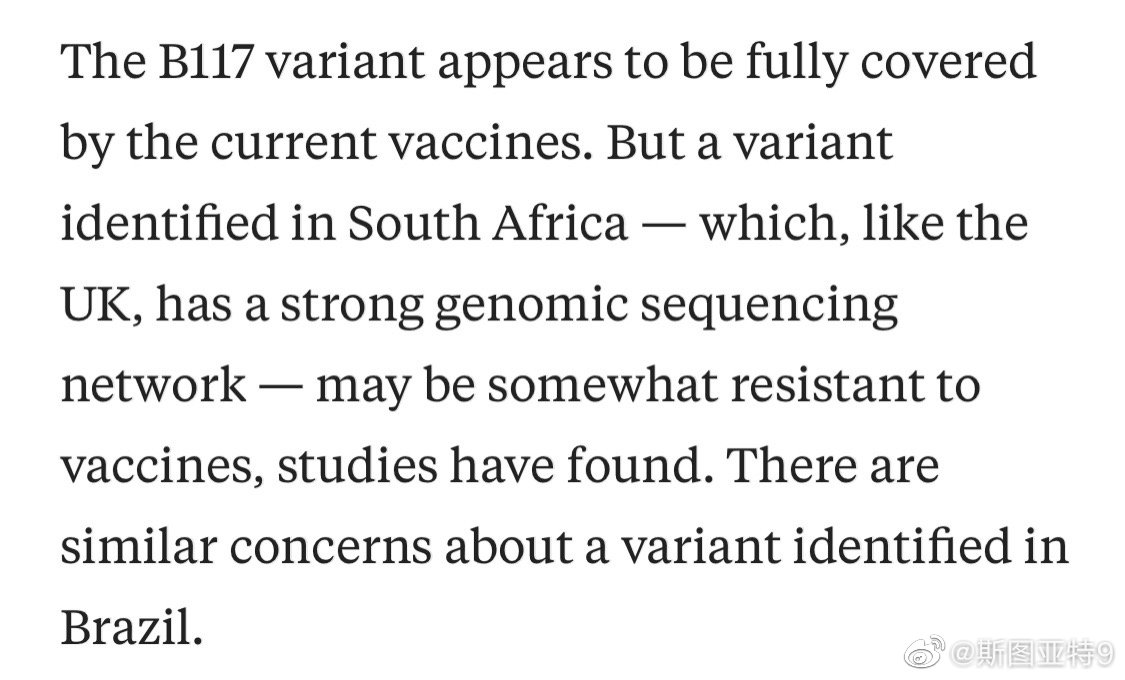 The B117 variant appears to be fully covered
by the current vaccines. But a variant
identified in South Africa — which, like the
UK, has a strong genomic sequencing
network — may be somewhat resistant to
vaccines, studies have found. There are
similar concerns about a variant identified in
Brazil.
@斯图亚特9